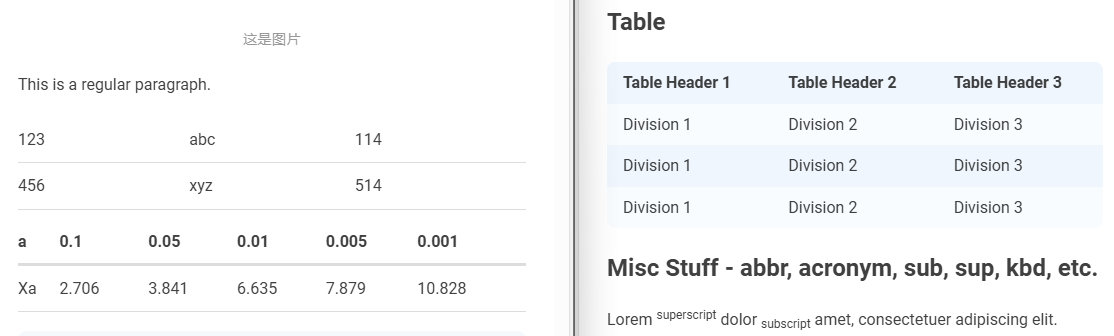 这是图片
This is a regular paragraph.
123 abc 114
456 xyz 514
a 0.1 0.05 0.01 0.005 0.001
Xa 2.706 3.841 6.635 7.879 10.828
Table
Table Header 1 Table Header 2 Table Header 3
Division 1 Division 2 Division 3
Division 1 Division 2 Division 3
Division 1 Division 2 Division 3
Misc Stuff - abbr, acronym, sub, sup, kbd, etc.
Lorem superscript dolor subscript amet, consectetuer adipiscing elit.